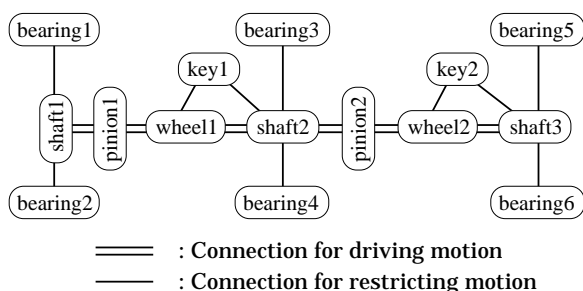 bearing1
bearing3
bearing5
key1
key2
shaft1
pinion1
wheel1
shaft2
pinion2
wheel2
shaft3
bearing2
bearing4
bearing6
: Connection for driving motion
: Connection for restricting motion